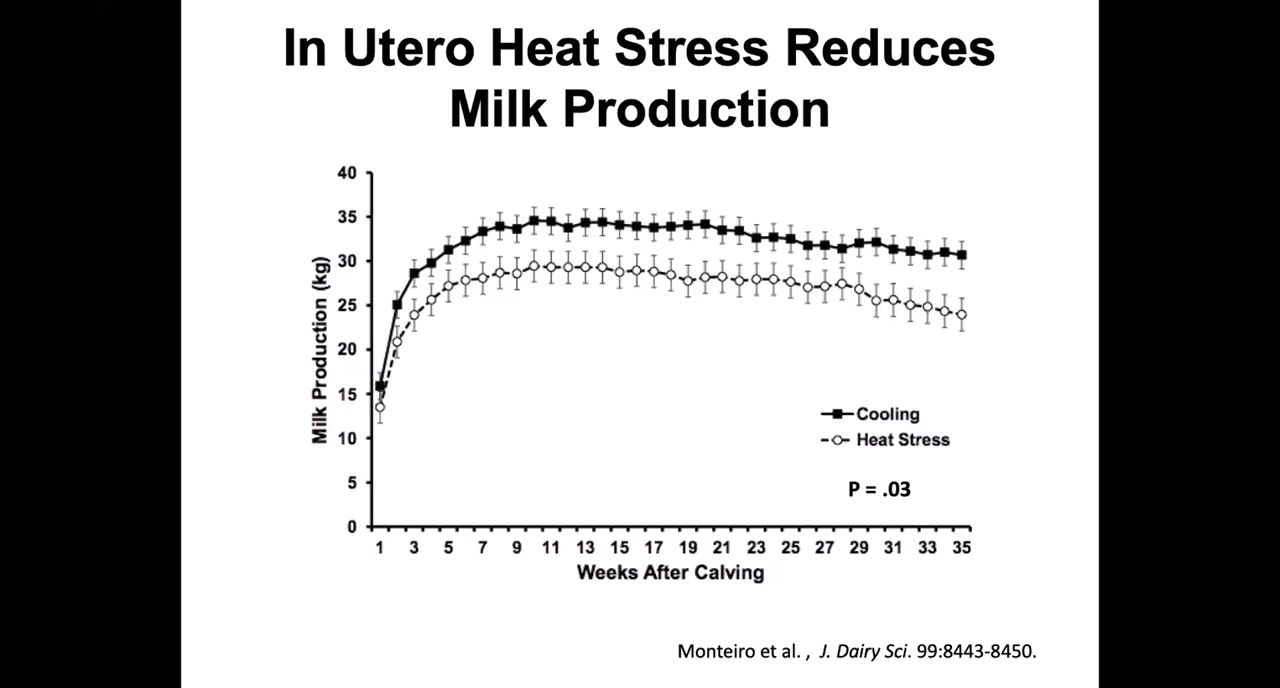 In Utero Heat Stress Reduces
Milk Production
40
35
30
25
20
15
10
5
0
Milk Production (kg)
Cooling
Heat Stress
P = .03
1 3 5 7 9 11 13 15 17 19 21 23 25 27 29 31 33 35
Weeks After Calving
Monteiro et al. , J. Dairy Sci. 99:8443-8450.